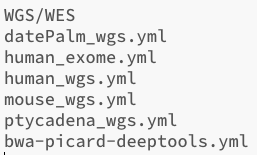 WGS/WES
datePalm_wgs.yml
human_exome.yml
human_wgs.yml
mouse_wgs.yml
ptycadena_wgs.yml
bwa-picard-deeptools.yml